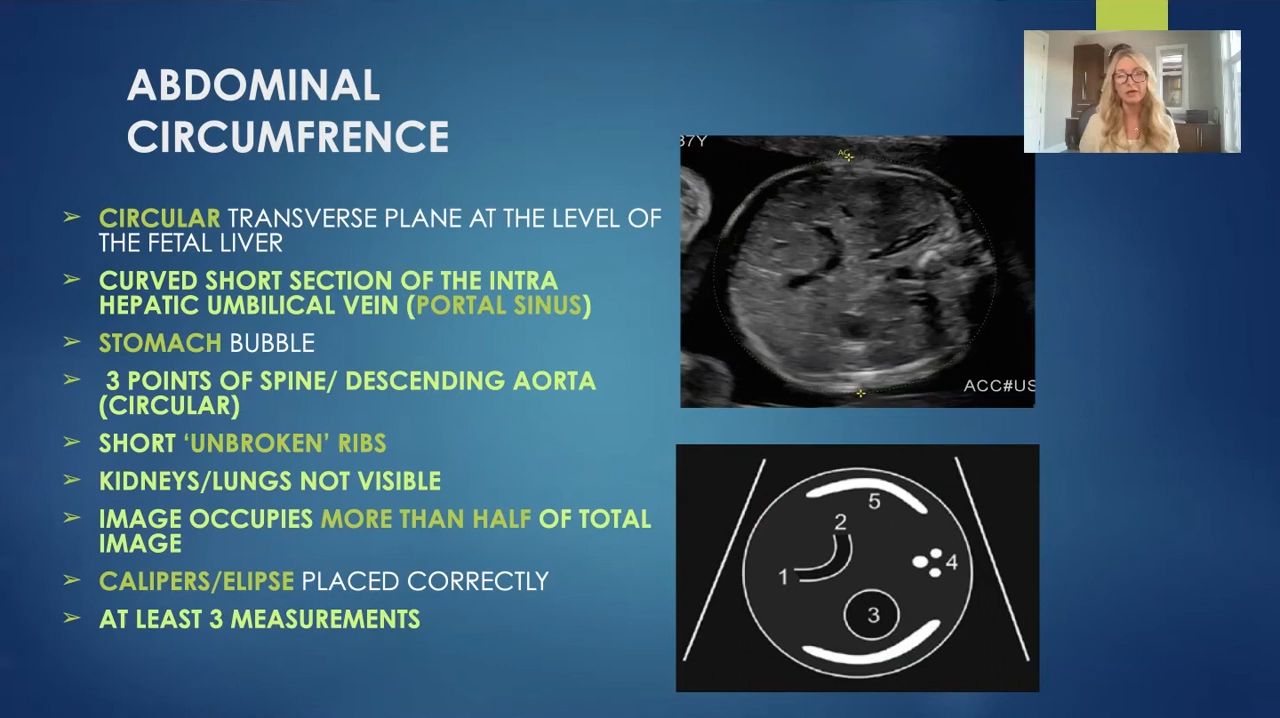 ABDOMINAL
CIRCUMFRENCE
CIRCULAR TRANSVERSE PLANE AT THE LEVEL OF
THE FETAL LIVER
CURVED SHORT SECTION OF THE INTRA
HEPATIC UMBILICAL VEIN (PORTAL SINUS)
STOMACH BUBBLE
3 POINTS OF SPINE/ DESCENDING AORTA
(CIRCULAR)
SHORT ‘UNBROKEN’ RIBS
KIDNEYS/LUNGS NOT VISIBLE
IMAGE OCCUPIES MORE THAN HALF OF TOTAL
IMAGE
CALIPERS/ELIPSE PLACED CORRECTLY
AT LEAST 3 MEASUREMENTS
37Y
AC
ACC#US
5
2
4
1
3